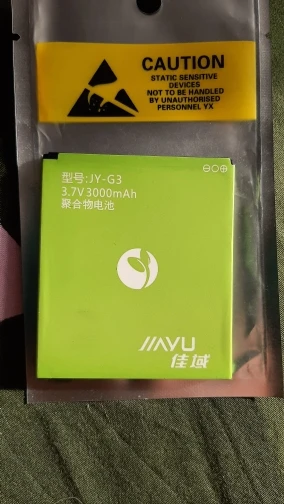 CAUTION
STATIC SENSITIVE
DEVICES
NOT TO BE HANDLED
BY UNAUTHORISED
PERSONNEL YX
型号:JY-G3
3.7V 3000mAh
聚合物电池
JIAYU
佳域